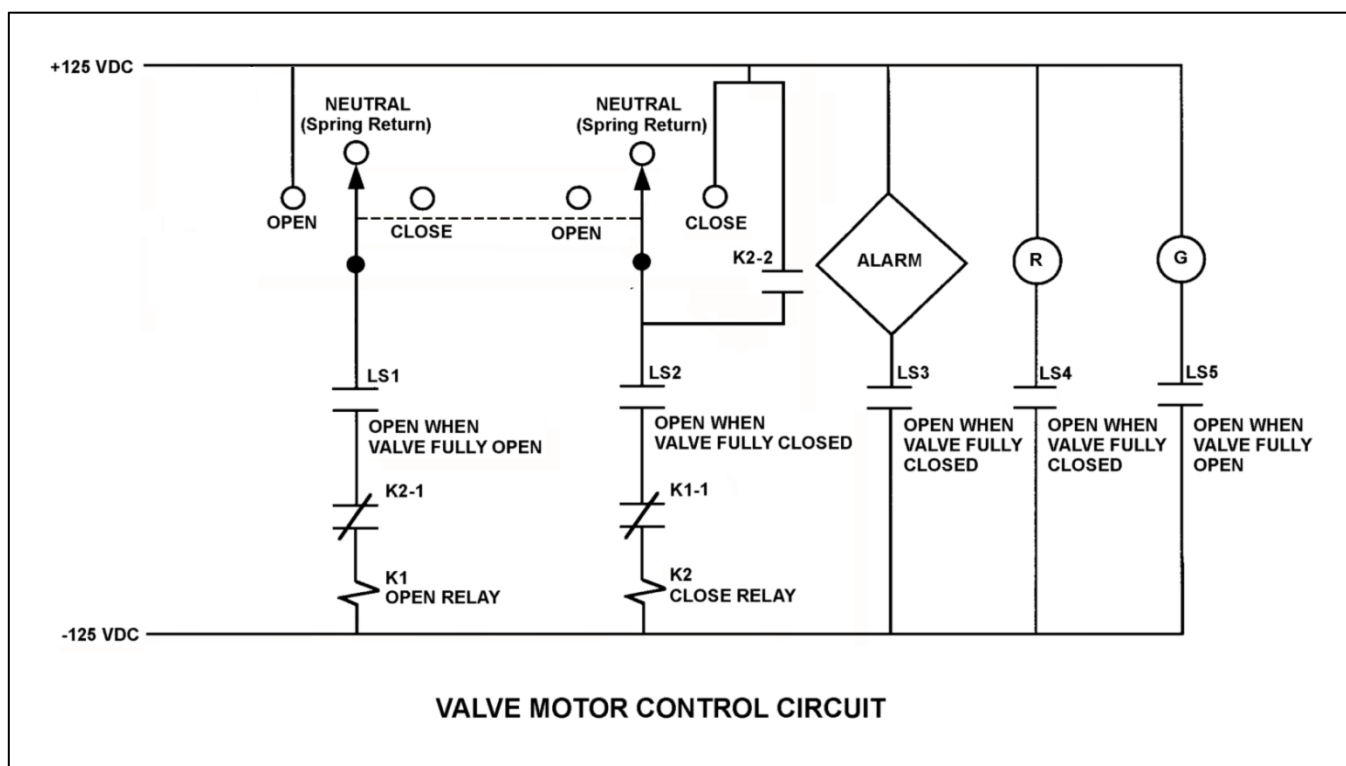 +125 VDC
NEUTRAL
(Spring Return)
NEUTRAL
(Spring Return)
OPEN
CLOSE
OPEN
CLOSE
K2-2
ALARM
R
G
LS1
OPEN WHEN
VALVE FULLY OPEN
LS2
OPEN WHEN
VALVE FULLY CLOSED
LS3
OPEN WHEN
VALVE FULLY
CLOSED
LS4
OPEN WHEN
VALVE FULLY
CLOSED
LS5
OPEN WHEN
VALVE FULLY
OPEN
K2-1
K1-1
K1
OPEN RELAY
K2
CLOSE RELAY
-125 VDC
VALVE MOTOR CONTROL CIRCUIT